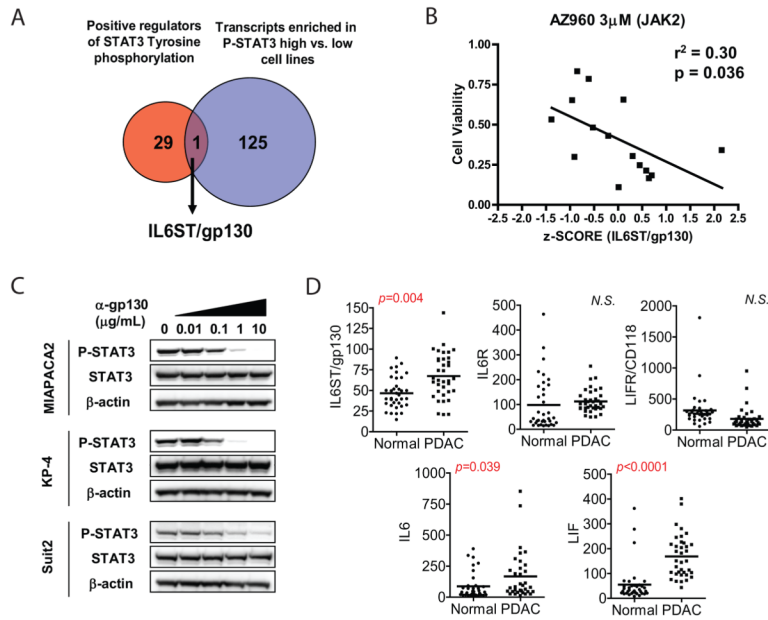 A
Positive regulators
of STAT3 Tyrosine
phosphorylation
Transcripts enriched in
P-STAT3 high vs. low
cell lines
29
1
125
IL6ST/gp130
B
AZ960 3μM (JAK2)
r² = 0.30
p = 0.036
Cell Viability
1.00
0.75
0.50
0.25
0.00
-2.5 -2.0 -1.5 -1.0 -0.5 0.0 0.5 1.0 1.5 2.0 2.5
z-SCORE (IL6ST/gp130)
C
α-gp130
(μg/mL)
0 0.01 0.1 1 10
MIAPACA2
P-STAT3
STAT3
β-actin
KP-4
P-STAT3
STAT3
β-actin
Suit2
P-STAT3
STAT3
β-actin
D
p=0.004
IL6ST/gp130
150
125
100
75
50
25
0
Normal PDAC
N.S.
IL6R
500
400
300
200
100
0
Normal PDAC
N.S.
LIFR/CD118
2000
1500
1000
500
0
Normal PDAC
p=0.039
IL6
1000
750
500
250
0
Normal PDAC
p<0.0001
LIF
500
400
300
200
100
0
Normal PDAC